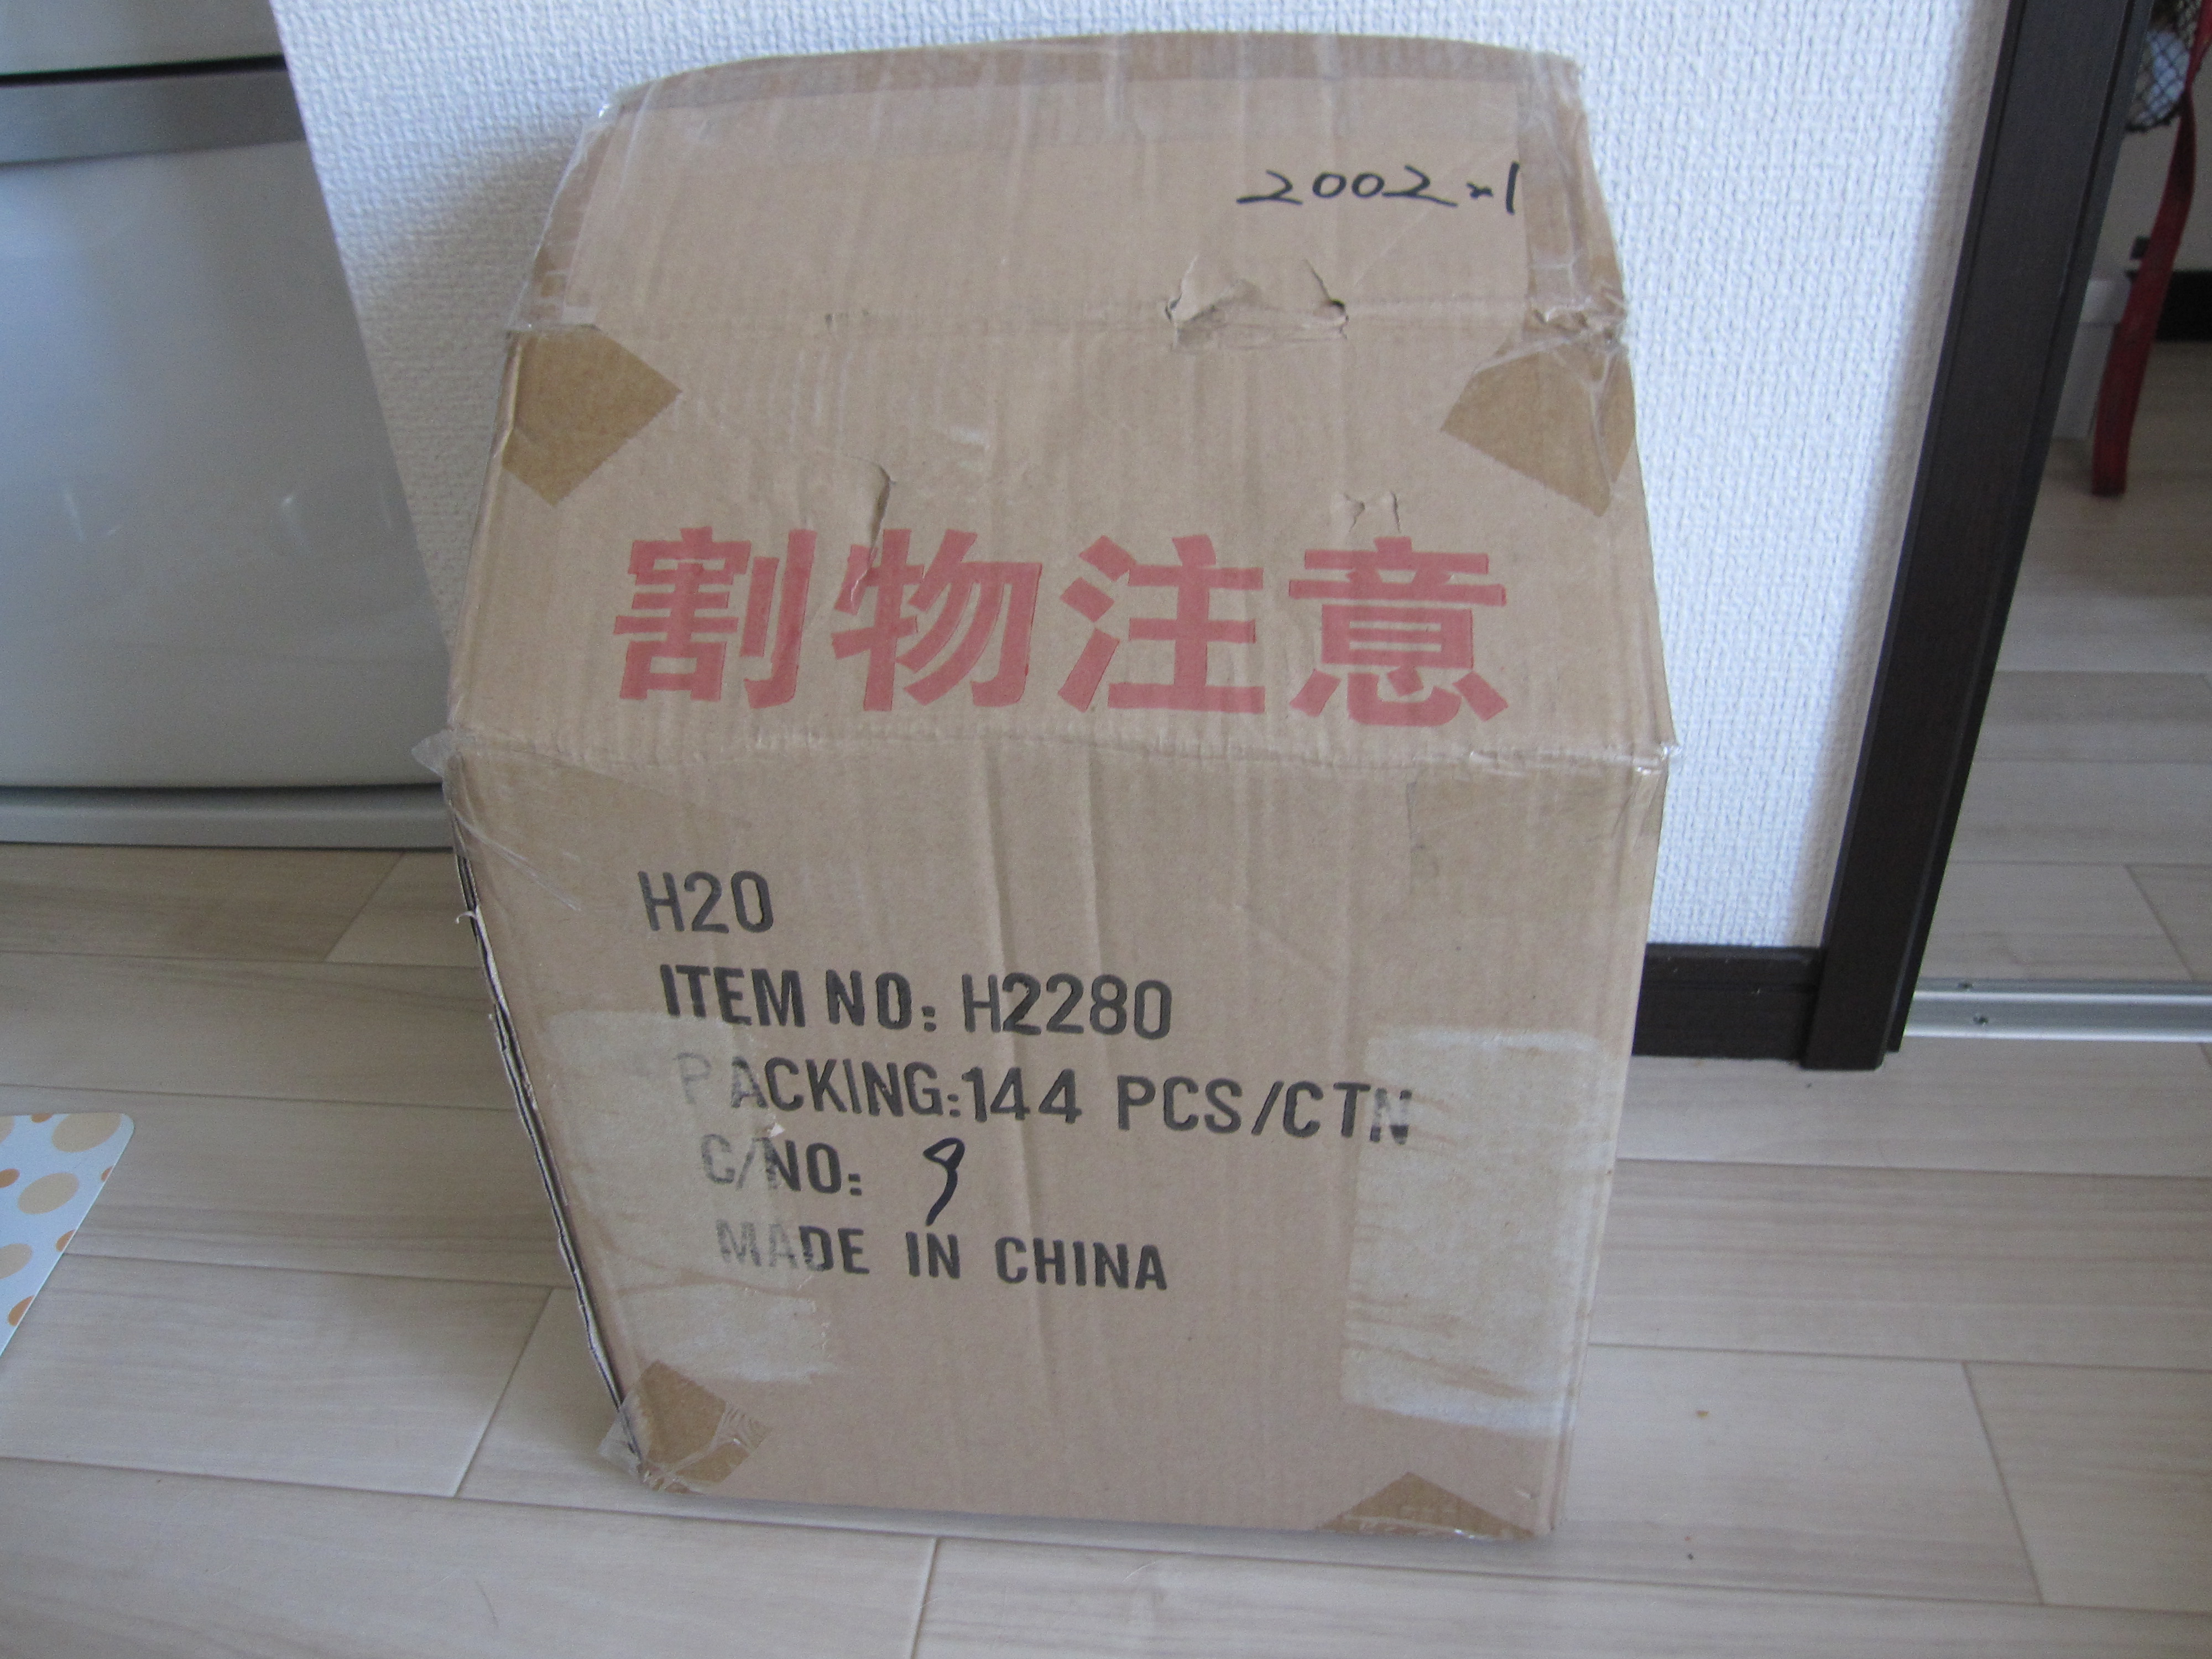 2002×1
割物注意
H20
ITEM NO: H2280
PACKING:144 PCS/CTN
C/NO: 9
MADE IN CHINA